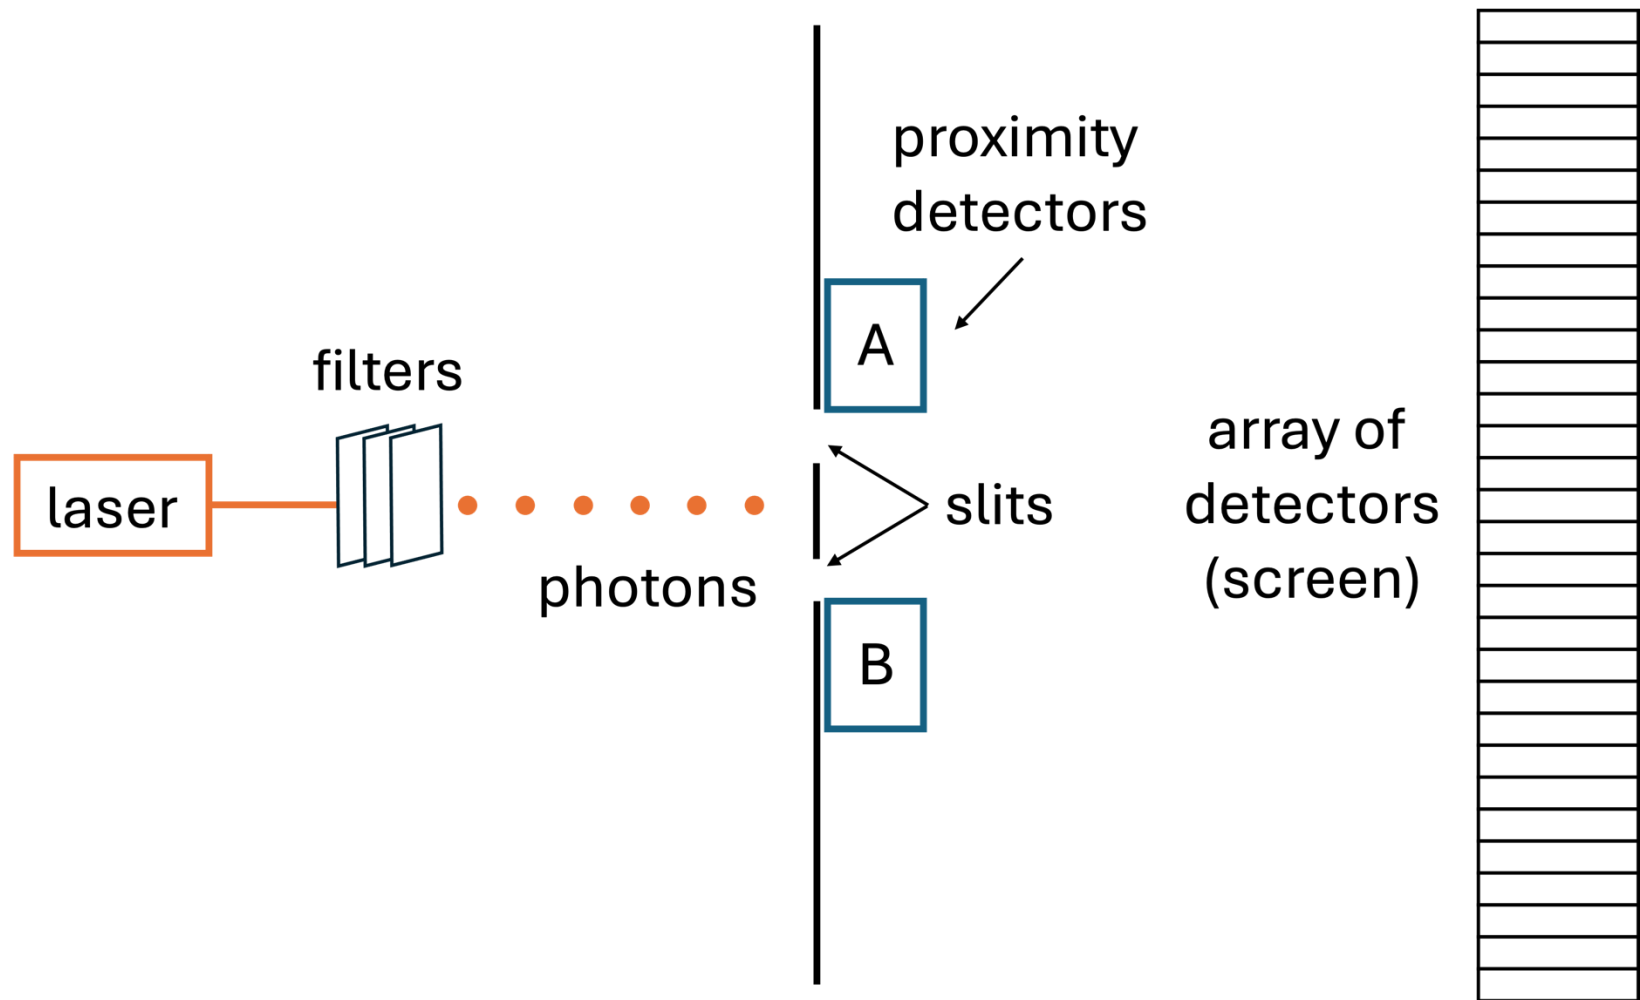 proximity
detectors
A
filters
laser
photons
slits
B
array of
detectors
(screen)